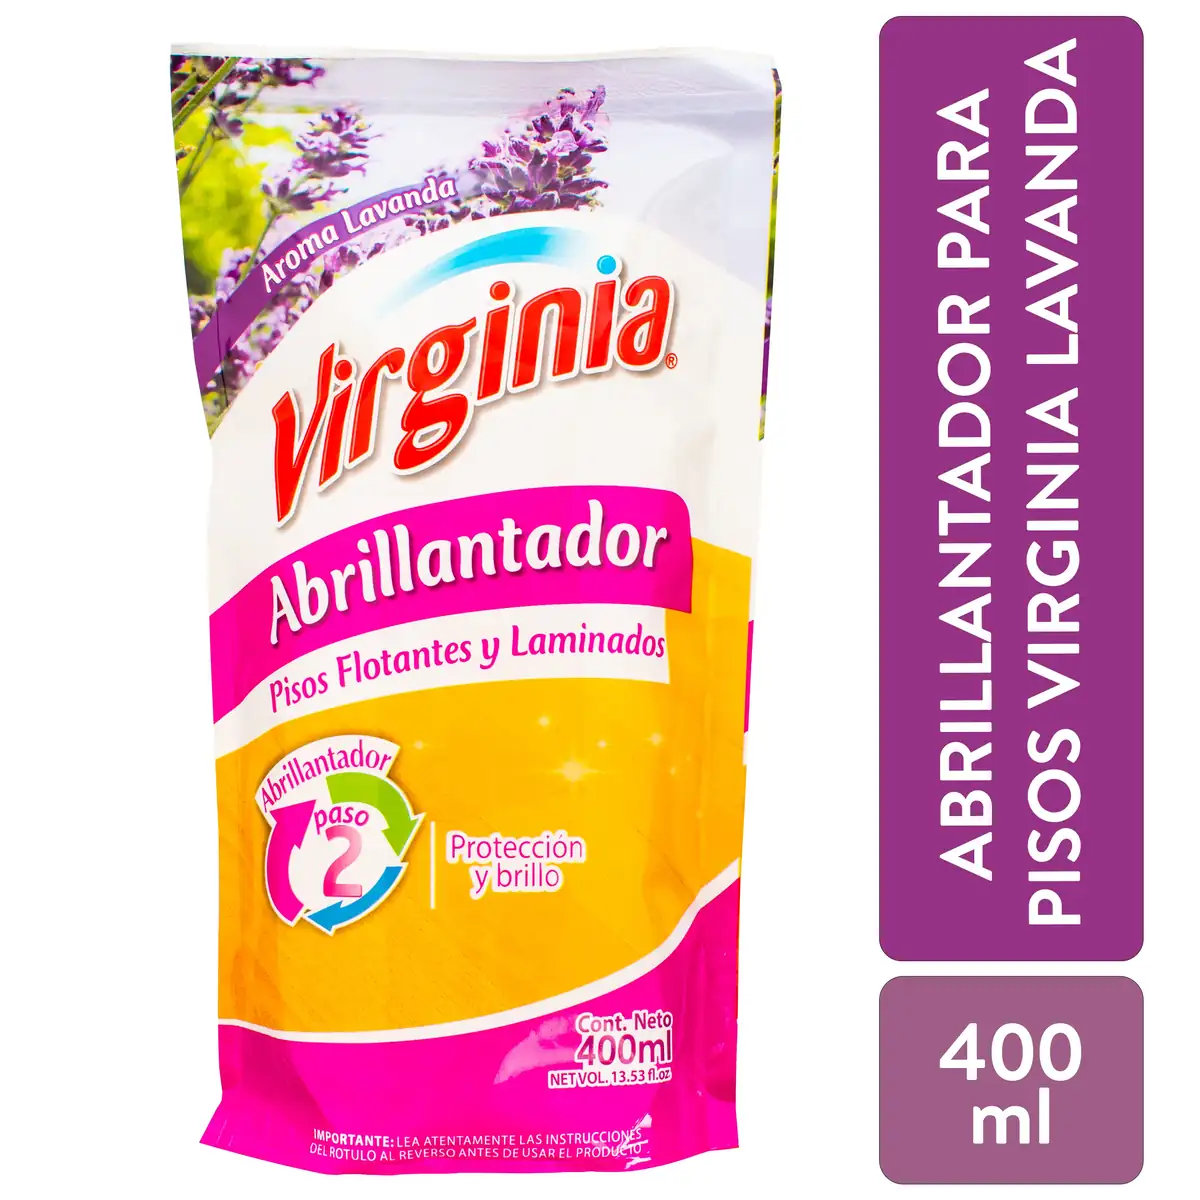 Aroma Lavanda
Virginia®
Abrillantador
Pisos Flotantes y Laminados
Abrillantador
paso
2
Protección
y brillo
Cont. Neto
400ml
NET VOL. 13.53 fl.oz
IMPORTANTE: LEA ATENTAMENTE LAS INSTRUCCIONES
DEL ROTULO AL REVERSO ANTES DE USAR EL PRODUCTO
ABRILLANTADOR PARA
PISOS VIRGINIA LAVANDA
400
ml